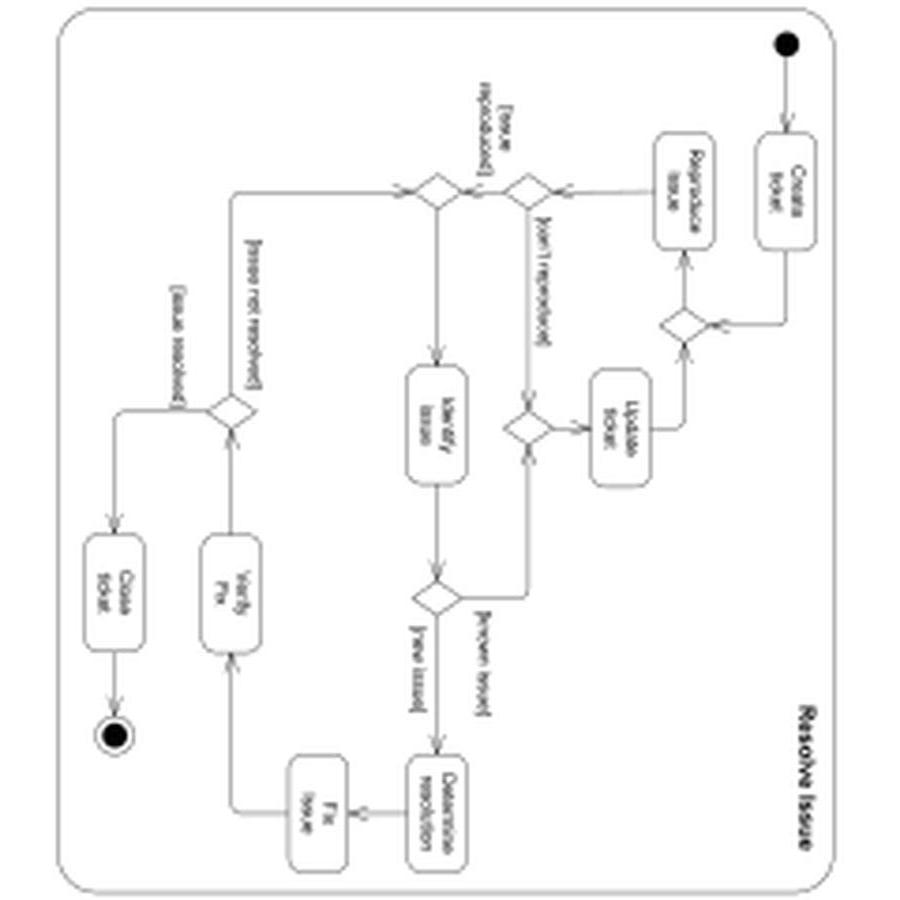 Resolve Issue
Create
ticket
Reproduce
Issue
[Issue
reproduced]
[can't reproduce]
Update
ticket
Identify
issue
[known issue]
[new issue]
Determine
resolution
Fix
issue
Verify
Fix
[issue not resolved]
[issue resolved]
Close
ticket